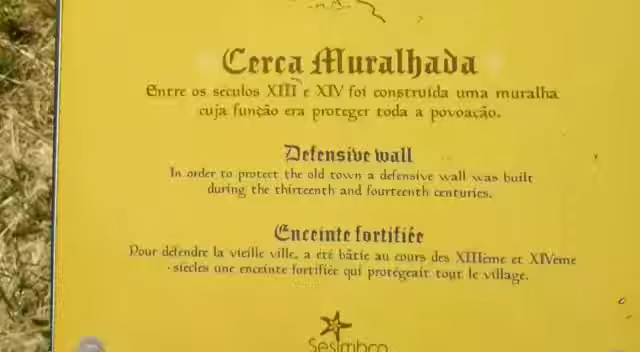 Cerca Muralhada
Entre os seculos XIII e XIV foi construida uma muralha
cuja função era proteger toda a povoação.
Defensive wall
In order to protect the old town a defensive wall was built
during the thirteenth and fourteenth centuries.
Enceinte fortifiée
Pour défendre la vieille ville, a été bâtie au cours des XIIIème et XIVeme
siècles une enceinte fortifiée qui protégeait tout le village.
Sesimbra